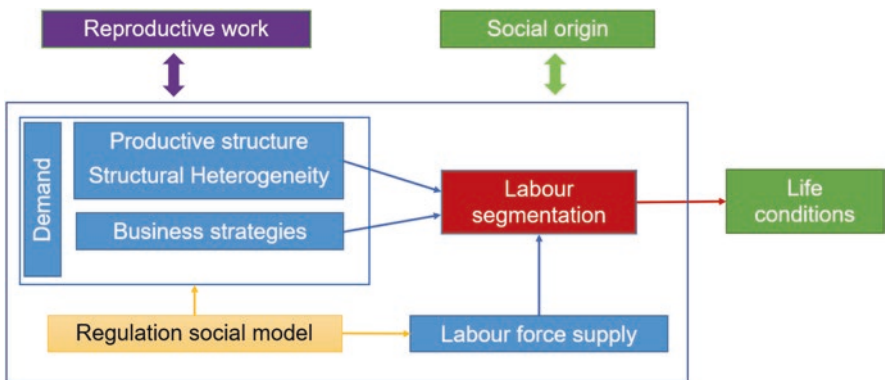 Reproductive work
Social origin
Demand
Productive structure
Structural Heterogeneity
Business strategies
Labour
segmentation
Life
conditions
Regulation social model
Labour force supply